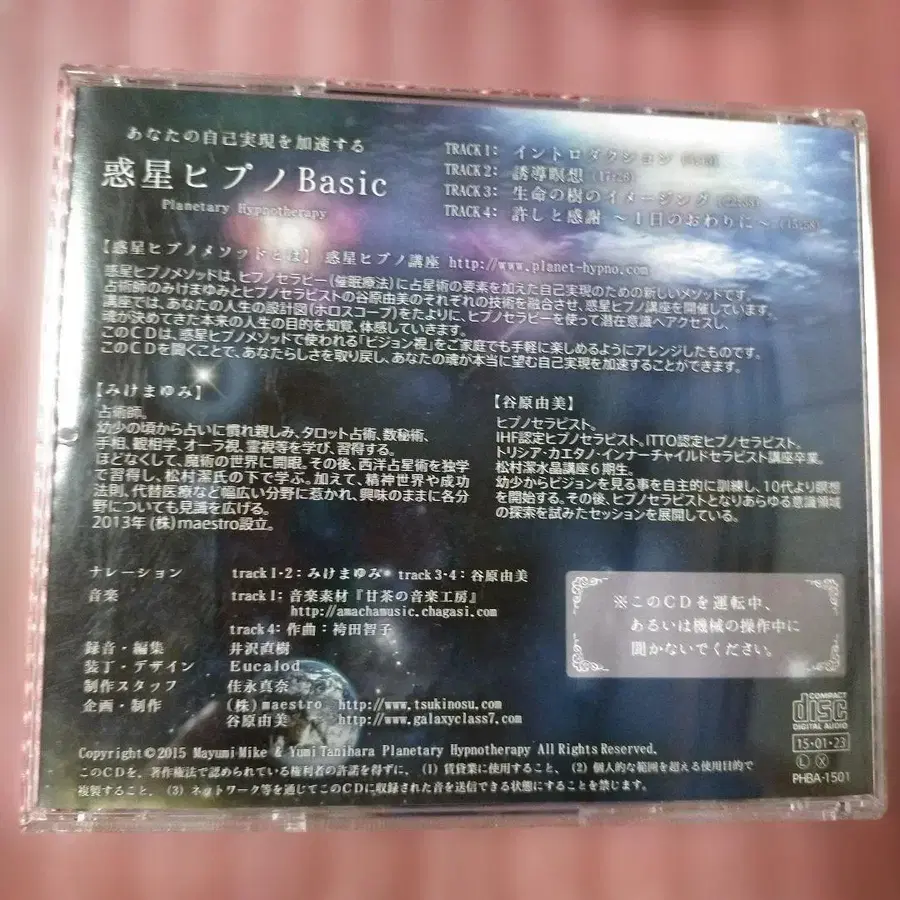 あなたの自己実現を加速する
惑星ヒプノBasic
Planetary Hypnotherapy
TRACK 1: イントロダクション
TRACK 2: 誘導瞑想
TRACK 3: 生命の樹のイメージング
TRACK 4: 許しと感謝 ～1日のおわりに～
【惑星ヒプノメソッドとは】 惑星ヒプノ講座 http://www.planet-hypno.com
惑星ヒプノメソッドは、ヒプノセラピー(催眠療法)に占星術の要素を加えた自己実現のための新しいメソッドです。
占術師のみけまゆみとヒプノセラピストの谷原由美のそれぞれの技術を融合させ、惑星ヒプノ講座を開催しています。
講座では、あなたの人生の設計図(ホロスコープ)をたよりに、ヒプノセラピーを使って潜在意識へアクセスし、
魂が決めてきた本来の人生の目的を知覚、体感していきます。
このCDは、惑星ヒプノメソッドで使われる「ビジョン視」をご家庭でも手軽に楽しめるようにアレンジしたものです。
このCDを聞くことで、あなたらしさを取り戻し、あなたの魂が本当に望む自己実現を加速することができます。
【みけまゆみ】
占術師。
幼少の頃から占いに慣れ親しみ、タロット占術、数秘術、
手相、観相学、オーラ視、霊視等を学び、習得する。
ほどなくして、魔術の世界に開眼。その後、西洋占星術を独学
で習得し、松村潔氏の下で学ぶ。加えて、精神世界や成功
法則、代替医療など幅広い分野に惹かれ、興味のままに各分
野についても見識を広げる。
2013年 (株)maestro設立。
【谷原由美】
ヒプノセラピスト。
IHF認定ヒプノセラピスト。ITTO認定ヒプノセラピスト。
トリシア・カエタノ・インナーチャイルドセラピスト講座卒業。
松村潔水晶講座6期生。
幼少からビジョンを見る事を自主的に訓練し、10代より瞑想
を開始する。その後、ヒプノセラピストとなりあらゆる意識領域
の探索を試みたセッションを展開している。
ナレーション track1-2：みけまゆみ track3-4：谷原由美
音楽 track1：音楽素材『甘茶の音楽工房』
http://amachamusic.chagasi.com
track4：作曲：袴田智子
録音・編集 井沢直樹
装丁・デザイン Eucalod
制作スタッフ 佳永真奈
企画・制作 (株)maestro http://www.tsukinosu.com
谷原由美 http://www.galaxyclass7.com
※このCDを運転中、
あるいは機械の操作中に
聞かないでください。
COMPACT
disc
DIGITAL AUDIO
15・01・23
Ⓛ Ⓧ
PHBA-1501
Copyright©2015 Mayumi Mike & Yumi Tanihara Planetary Hypnotherapy All Rights Reserved.
このCDを、著作権法で認められている権利者の許諾を得ずに、(1)賃貸業に使用すること、(2)個人的な範囲を超える使用目的で
複製すること、(3)ネットワーク等を通じてこのCDに収録された音を送信できる状態にすることを禁じます。